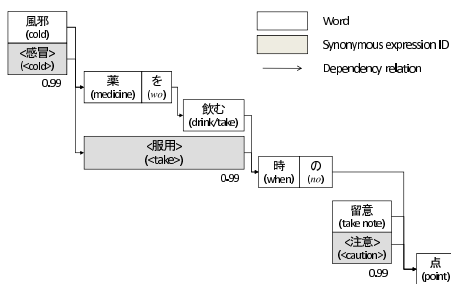 風邪
(cold)
<感冒>
(<cold>)
0.99
薬 を
(medicine) (wo)
飲む
(drink/take)
<服用>
(<take>)
0.99
時 の
(when) (no)
留意
(take note)
<注意>
(<caution>)
0.99
点
(point)
Word
Synonymous expression ID
Dependency relation